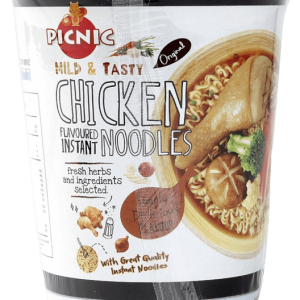 PICNIC
MILD & TASTY
Original
CHICKEN
FLAVOURED
INSTANT
NOODLES
fresh herbs
and ingredients
selected.
with Great Quality
Instant Noodles